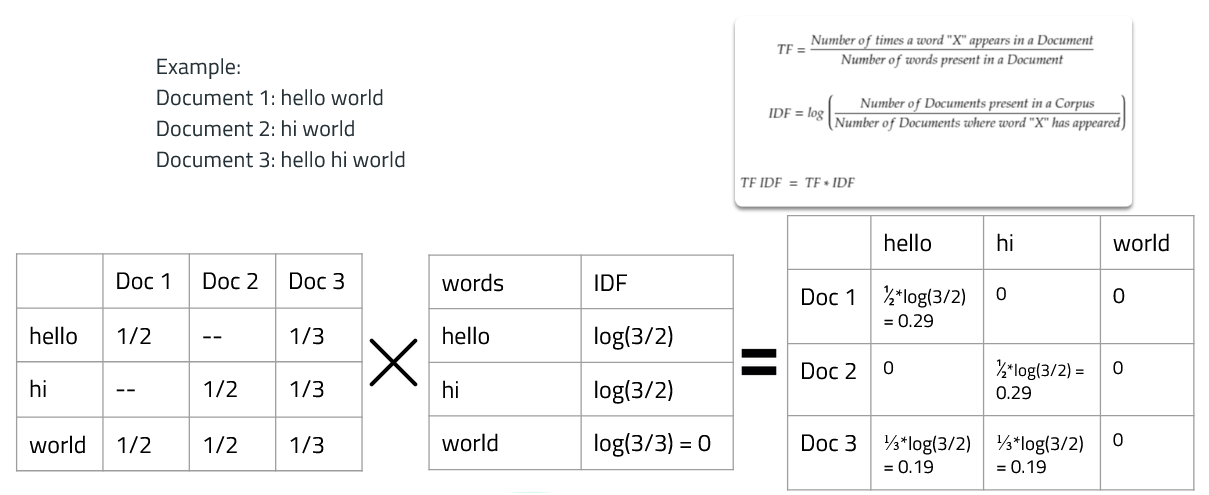 Example:
Document 1: hello world
Document 2: hi world
Document 3: hello hi world
TF = Number of times a word "X" appears in a Document
Number of words present in a Document
IDF = log ( Number of Documents present in a Corpus
Number of Documents where word "X" has appeared )
TF IDF = TF * IDF
Doc 1 Doc 2 Doc 3
hello 1/2 -- 1/3
hi -- 1/2 1/3
world 1/2 1/2 1/3
×
words IDF
hello log(3/2)
hi log(3/2)
world log(3/3) = 0
=
hello hi world
Doc 1 ½*log(3/2) 0 0
= 0.29
Doc 2 0 ½*log(3/2) = 0
0.29
Doc 3 ⅓*log(3/2) ⅓*log(3/2) 0
= 0.19 = 0.19